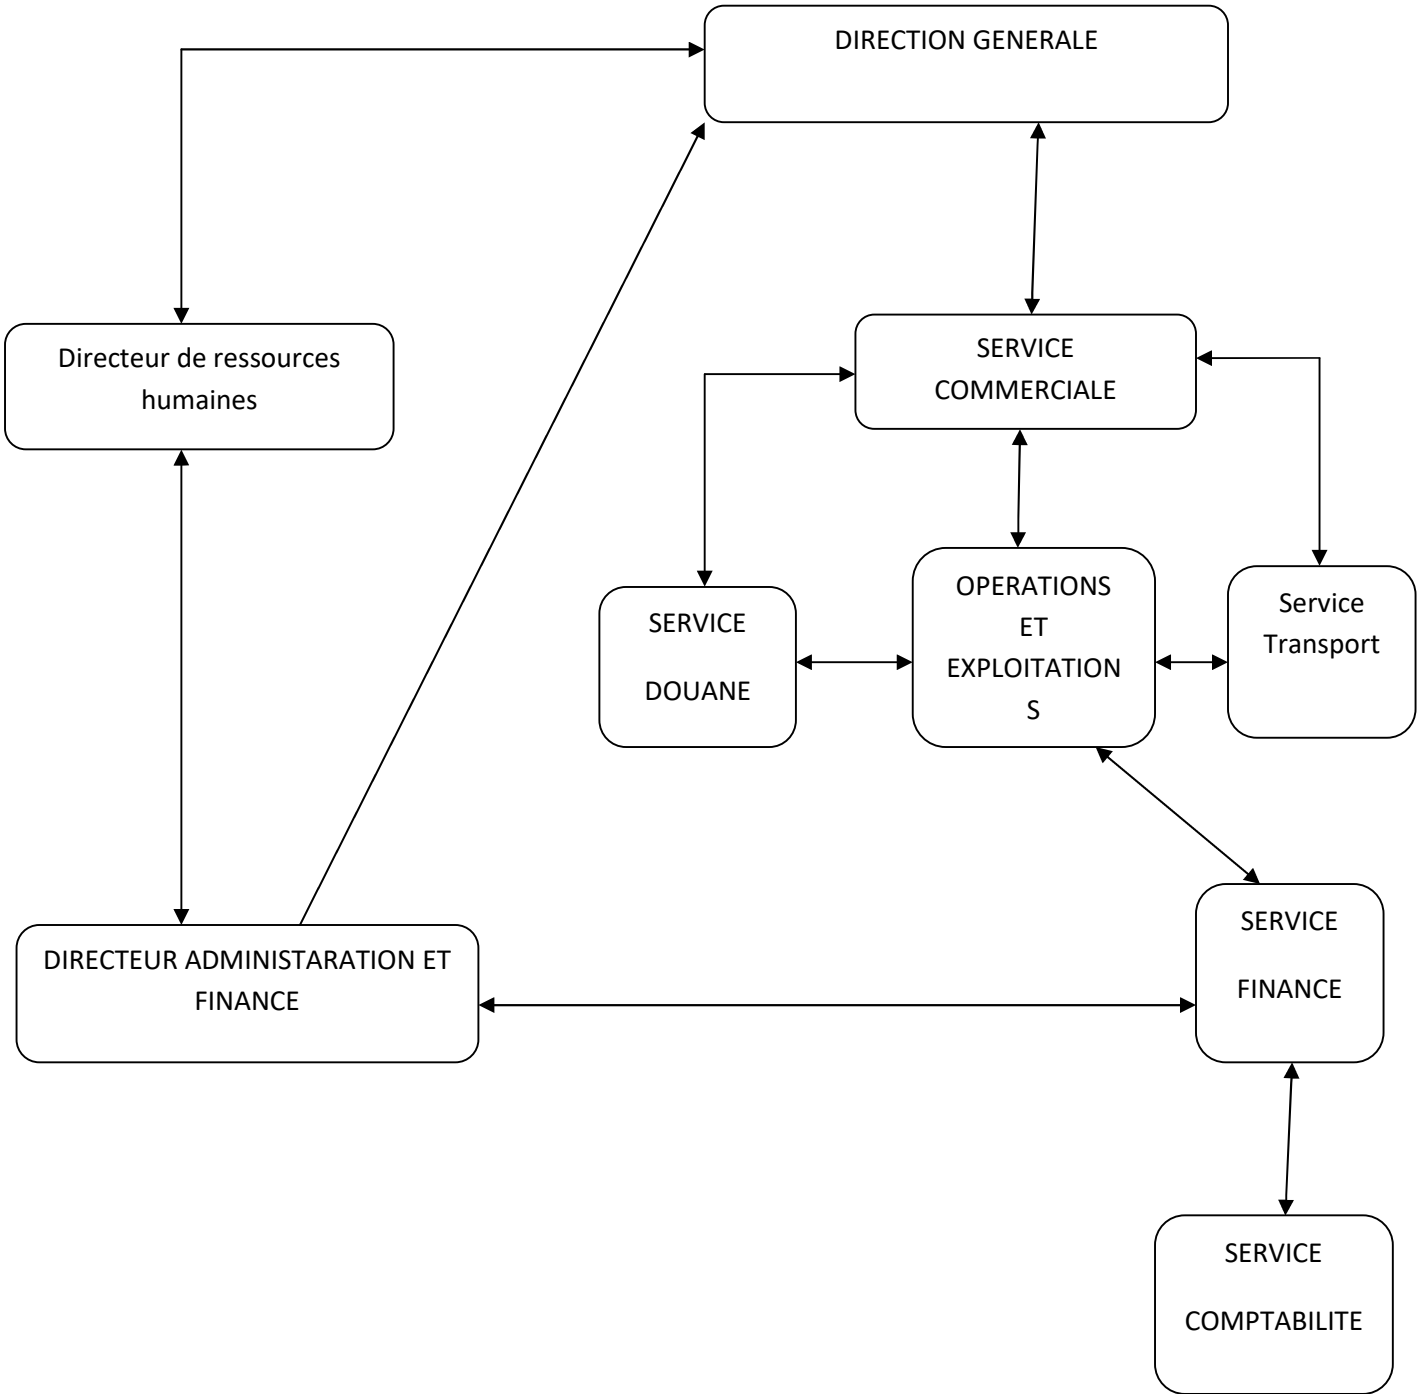 DIRECTION GENERALE
Directeur de ressources
humaines
SERVICE
COMMERCIALE
SERVICE
DOUANE
OPERATIONS
ET
EXPLOITATION
S
Service
Transport
DIRECTEUR ADMINISTARATION ET
FINANCE
SERVICE
FINANCE
SERVICE
COMPTABILITE